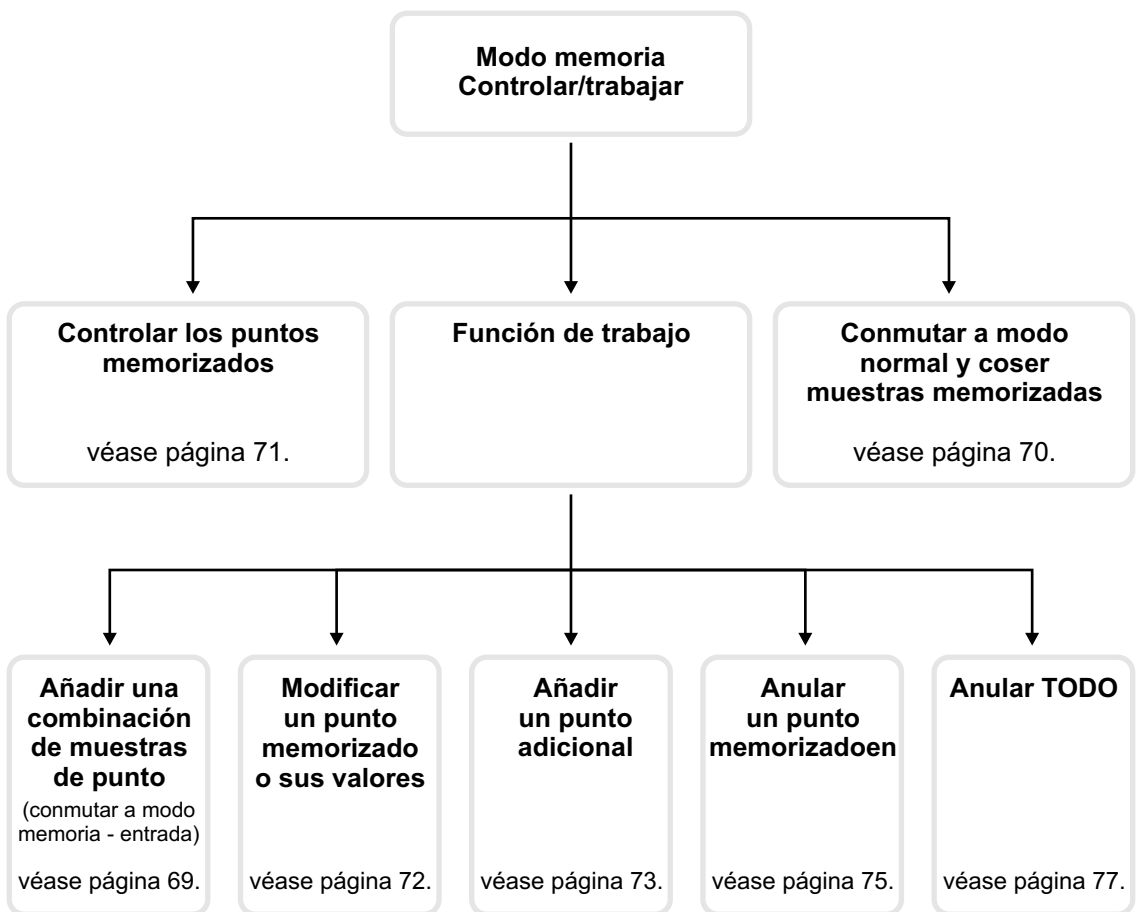 Modo memoria
Controlar/trabajar
Controlar los puntos
memorizados
véase página 71.
Función de trabajo
Conmutar a modo
normal y coser
muestras memorizadas
véase página 70.
Añadir una
combinación
de muestras
de punto
(conmutar a modo
memoria - entrada)
véase página 69.
Modificar
un punto
memorizado
o sus valores
véase página 72.
Añadir
un punto
adicional
véase página 73.
Anular
un punto
memorizadoen
véase página 75.
Anular TODO
véase página 77.